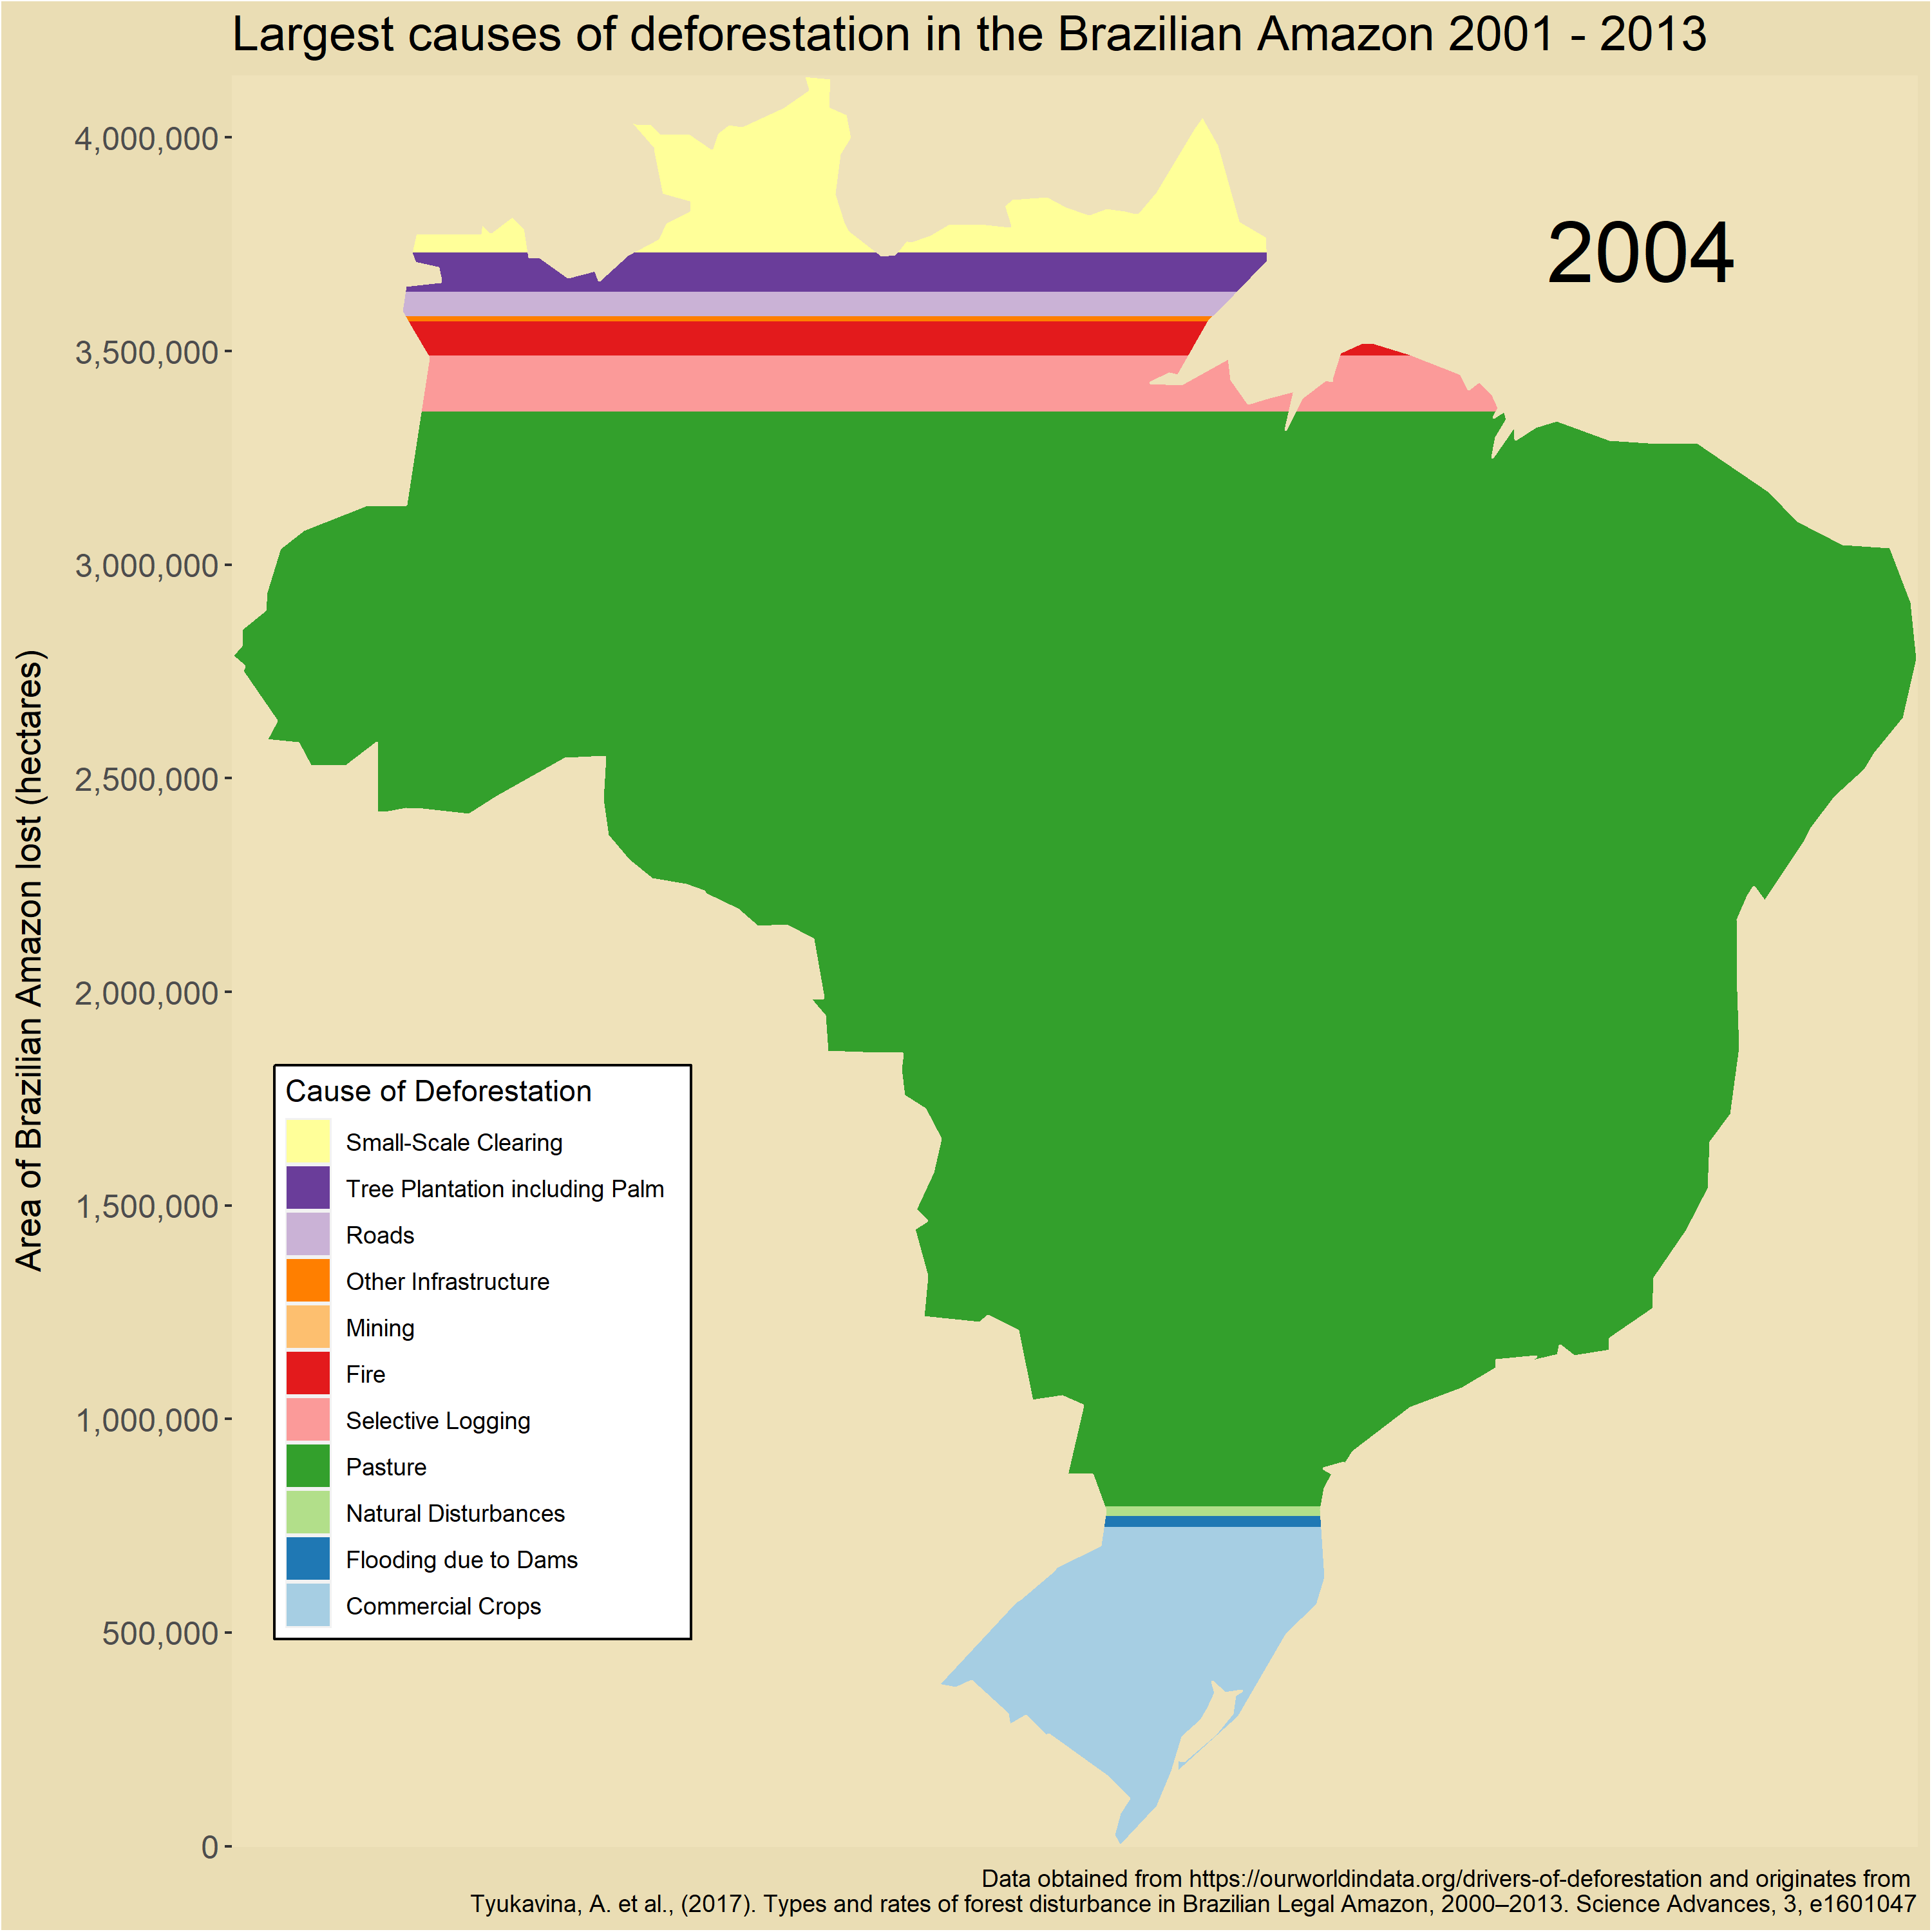 Largest causes of deforestation in the Brazilian Amazon 2001 - 2013
2004
Area of Brazilian Amazon lost (hectares)
4,000,000
3,500,000
3,000,000
2,500,000
2,000,000
1,500,000
1,000,000
500,000
0
Cause of Deforestation
Small-Scale Clearing
Tree Plantation including Palm
Roads
Other Infrastructure
Mining
Fire
Selective Logging
Pasture
Natural Disturbances
Flooding due to Dams
Commercial Crops
Data obtained from https://ourworldindata.org/drivers-of-deforestation and originates from
Tyukavina, A. et al., (2017). Types and rates of forest disturbance in Brazilian Legal Amazon, 2000–2013. Science Advances, 3, e1601047